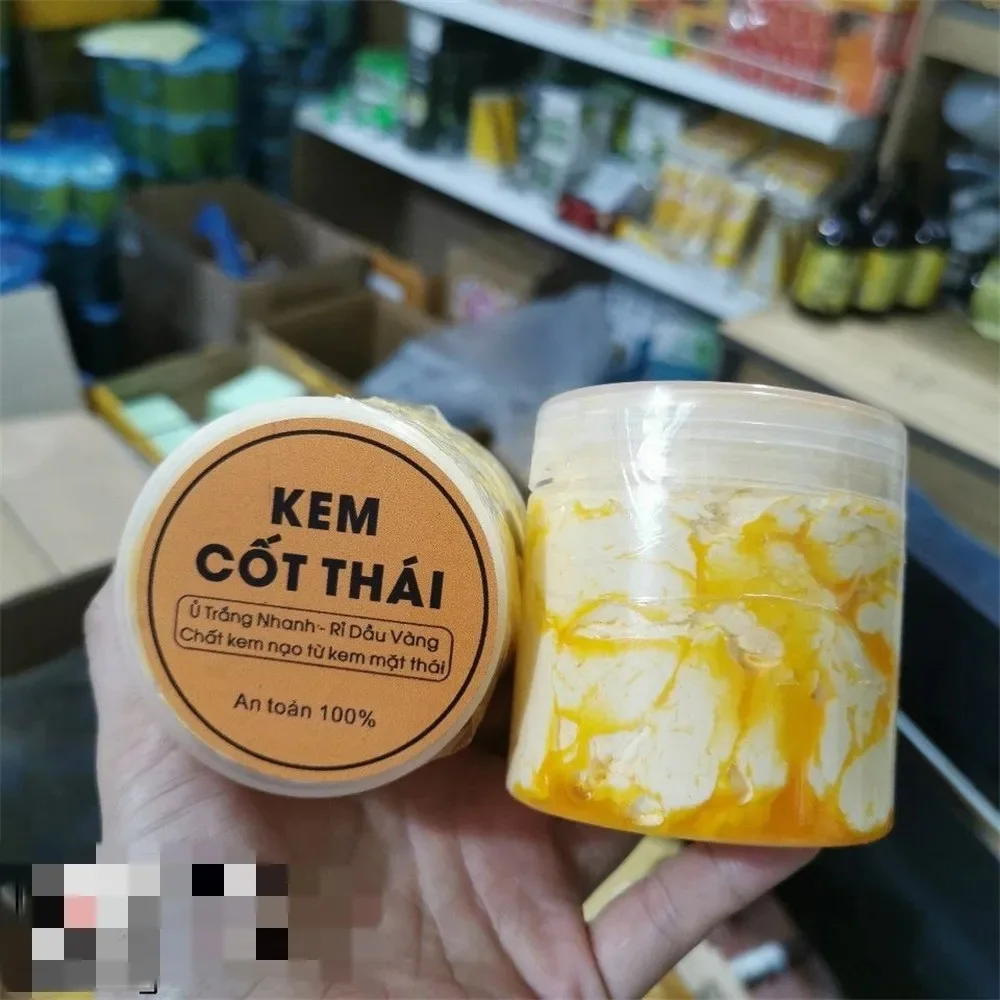 KEM
CỐT THÁI
Ủ Trắng Nhanh - Rỉ Dầu Vàng
Chất kem nạo từ kem mặt thái
An toàn 100%